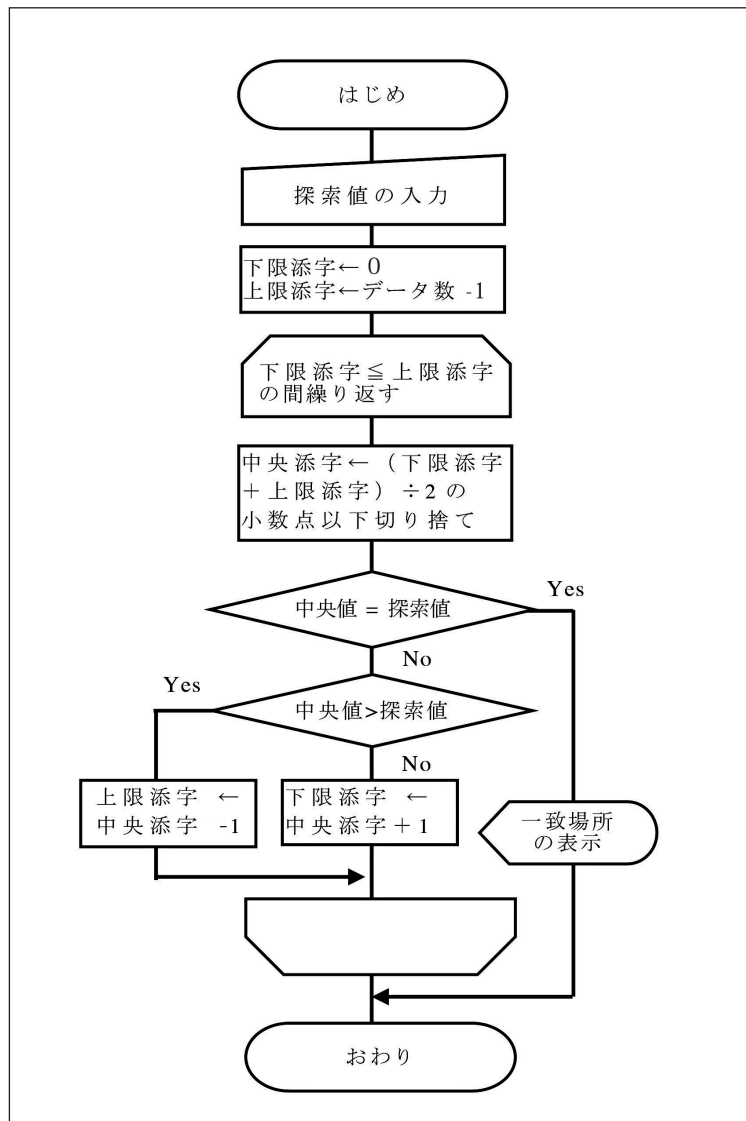 はじめ
探索値の入力
下限添字←0
上限添字←データ数 -1
下限添字≦上限添字
の間繰り返す
中央添字←（下限添字
＋上限添字）÷2の
小数点以下切り捨て
Yes
中央値 = 探索値
No
Yes
中央値>探索値
No
上限添字 ←
中央添字 -1
下限添字 ←
中央添字＋1
一致場所
の表示
おわり